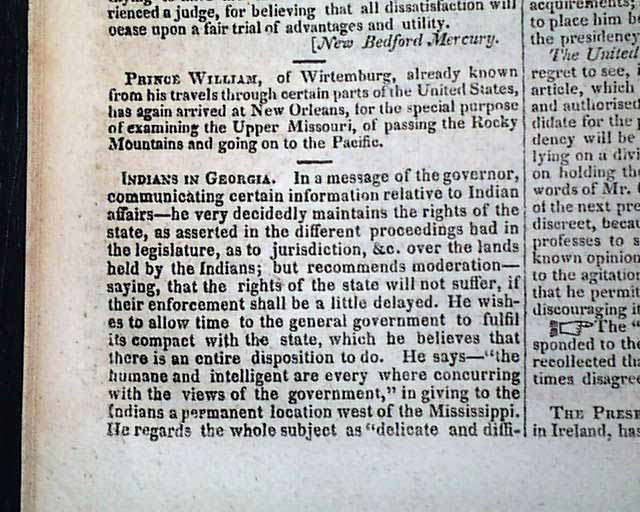 rienced a judge, for believing that all dissatisfaction will
cease upon a fair trial of advantages and utility.
[New Bedford Mercury.
PRINCE WILLIAM, of Wirtemburg, already known
from his travels through certain parts of the United States,
has again arrived at New Orleans, for the special purpose
of examining the Upper Missouri, of passing the Rocky
Mountains and going on to the Pacific.
INDIANS IN GEORGIA. In a message of the governor,
communicating certain information relative to Indian
affairs—he very decidedly maintains the rights of the
state, as asserted in the different proceedings had in
the legislature, as to jurisdiction, &c. over the lands
held by the Indians; but recommends moderation—
saying, that the rights of the state will not suffer, if
their enforcement shall be a little delayed. He wish-
es to allow time to the general government to fulfil
its compact with the state, which he believes that
there is an entire disposition to do. He says—"the
humane and intelligent are every where concurring
with the views of the government," in giving to the
Indians a permanent location west of the Mississippi.
He regards the whole subject as "delicate and diffi-
acquirements;
to place him
the presidency
The United
regret to see,
article, which
and authorised
didate for the
dency will be
lying on a
on holding the
words of Mr.
of the next
discreet,
professes to
known opinion
to the agitation
that he
discouraging
The
sponded to the
recollected
times
THE
in Ireland, has